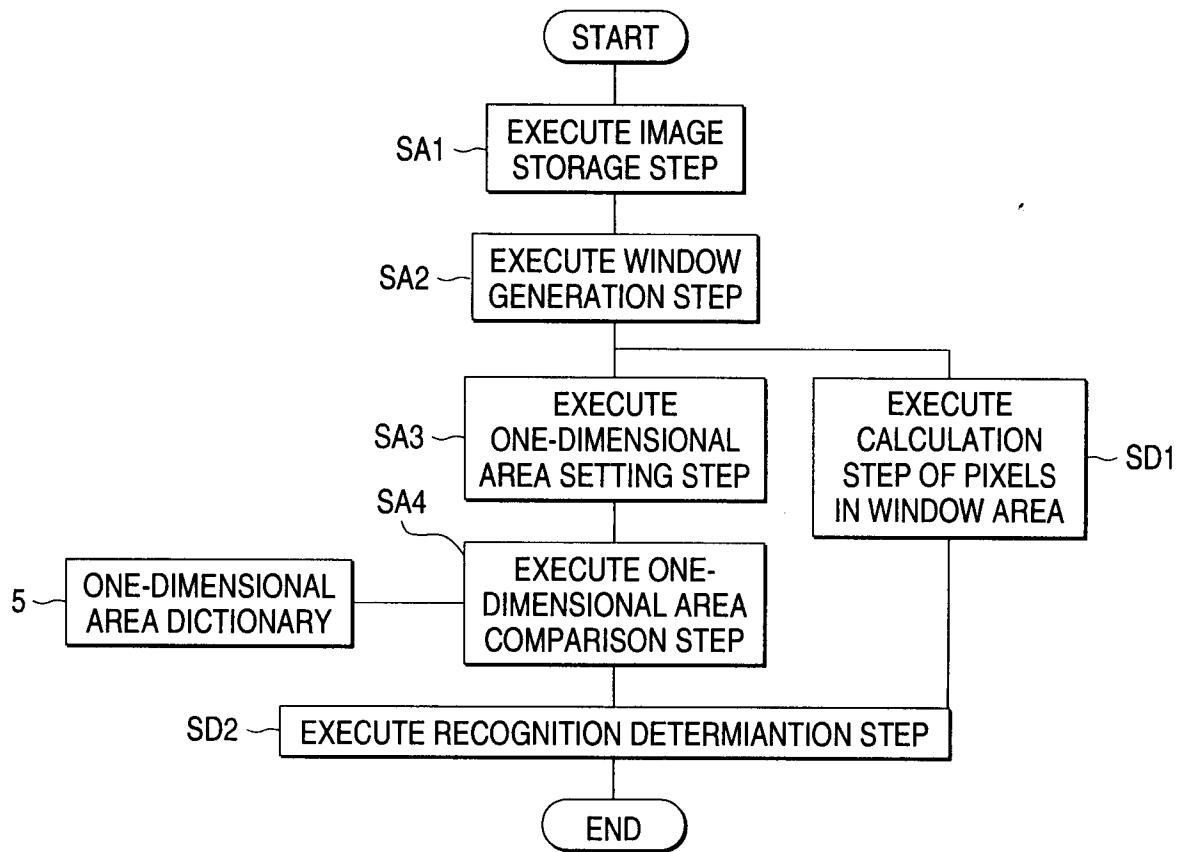 START
SA1
EXECUTE IMAGE
STORAGE STEP
SA2
EXECUTE WINDOW
GENERATION STEP
SA3
EXECUTE
ONE-DIMENSIONAL
AREA SETTING STEP
EXECUTE
CALCULATION
STEP OF PIXELS
IN WINDOW AREA
SD1
SA4
5
ONE-DIMENSIONAL
AREA DICTIONARY
EXECUTE ONE-
DIMENSIONAL AREA
COMPARISON STEP
SD2
EXECUTE RECOGNITION DETERMIANTION STEP
END